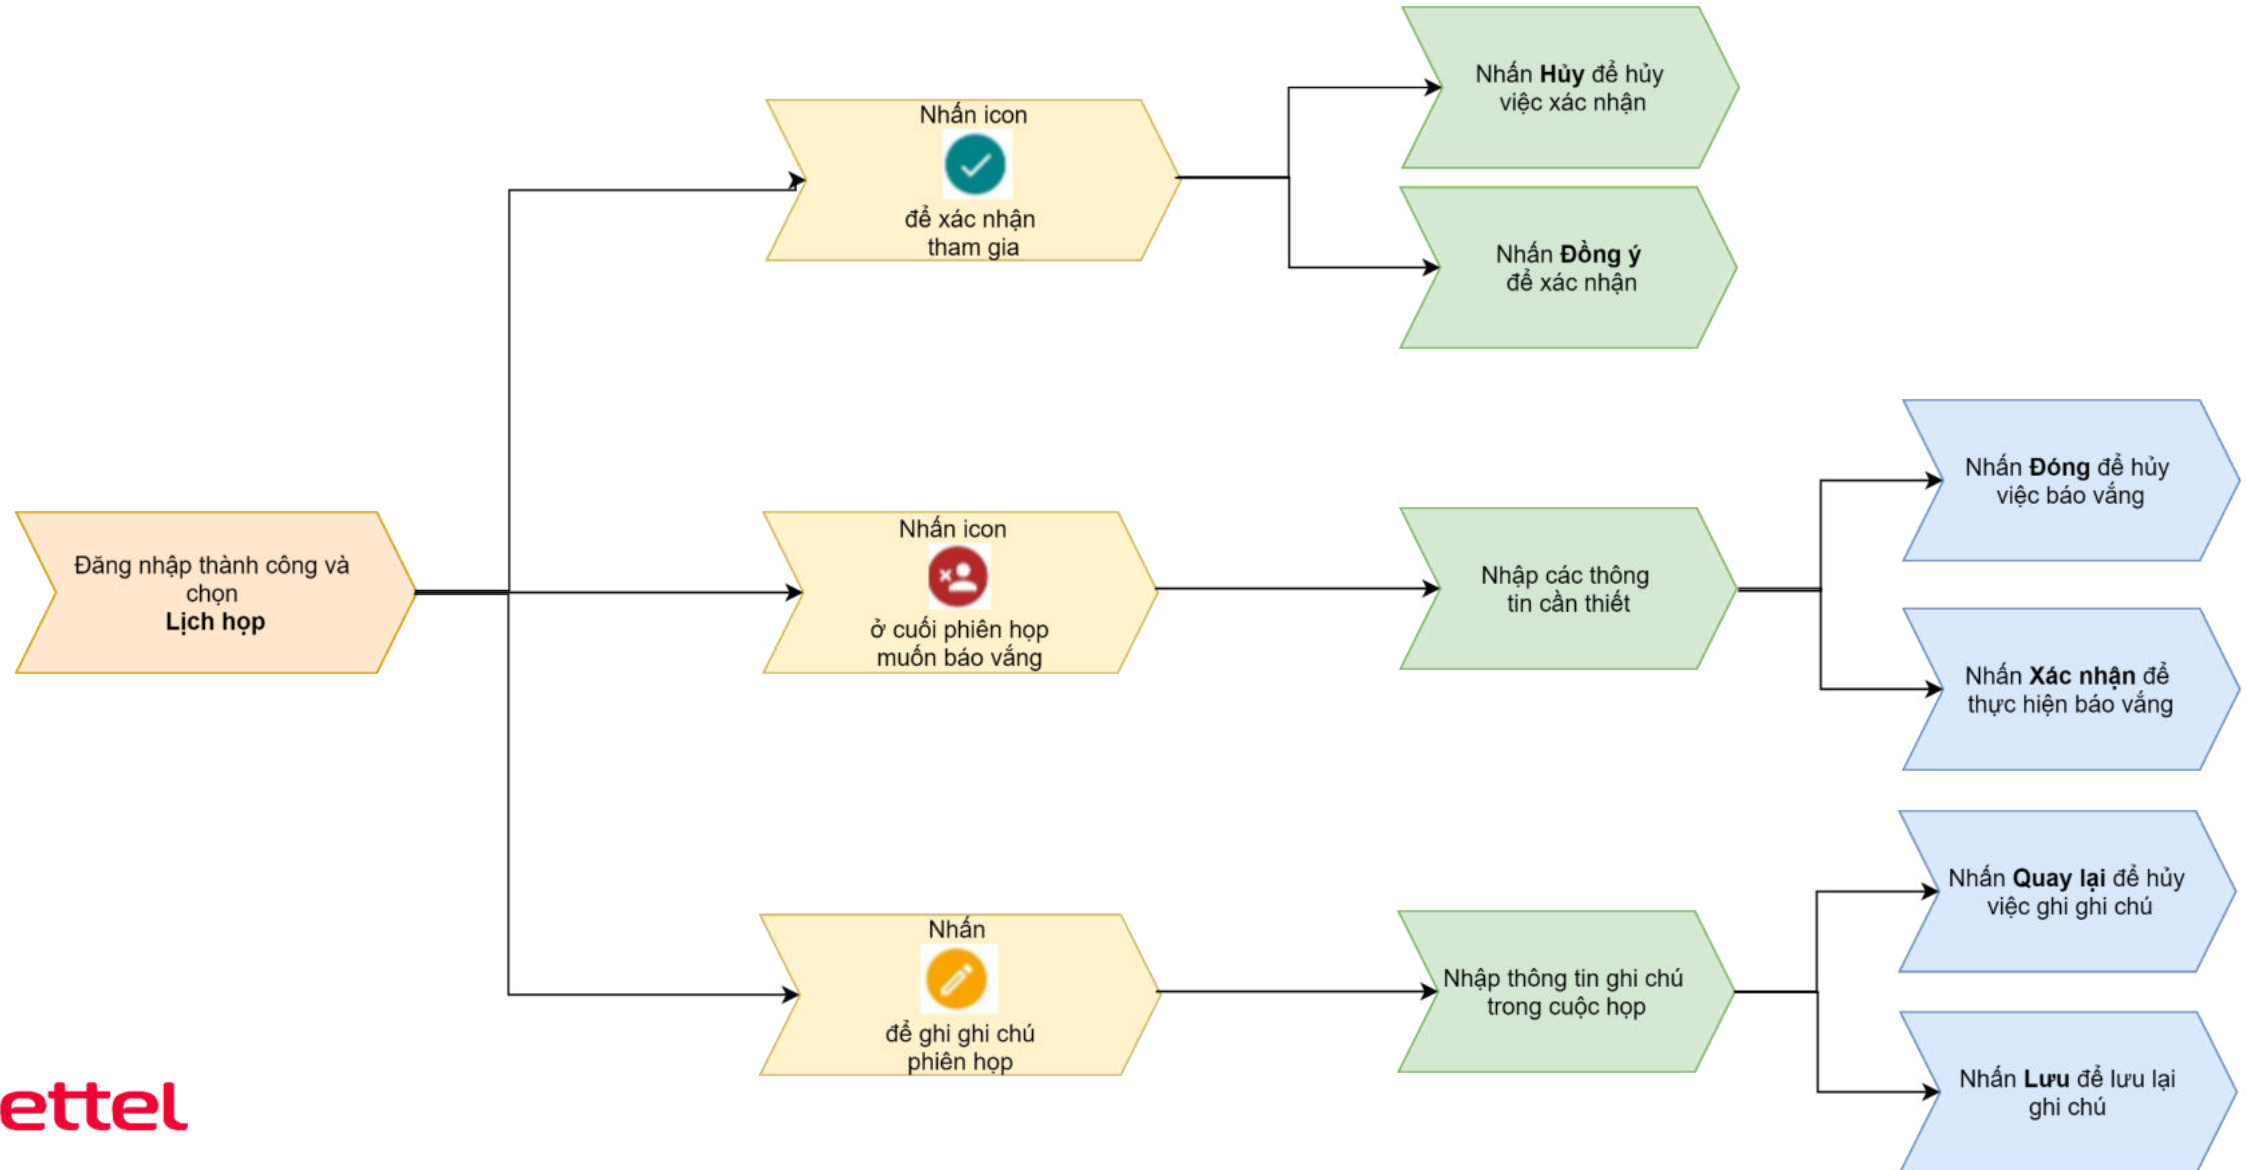 Đăng nhập thành công và
chọn
Lịch họp
Nhấn icon
để xác nhận
tham gia
Nhấn Hủy để hủy
việc xác nhận
Nhấn Đồng ý
để xác nhận
Nhấn icon
ở cuối phiên họp
muốn báo vắng
Nhập các thông
tin cần thiết
Nhấn Đóng để hủy
việc báo vắng
Nhấn Xác nhận để
thực hiện báo vắng
Nhấn
để ghi ghi chú
phiên họp
Nhập thông tin ghi chú
trong cuộc họp
Nhấn Quay lại để hủy
việc ghi ghi chú
Nhấn Lưu để lưu lại
ghi chú
ettel